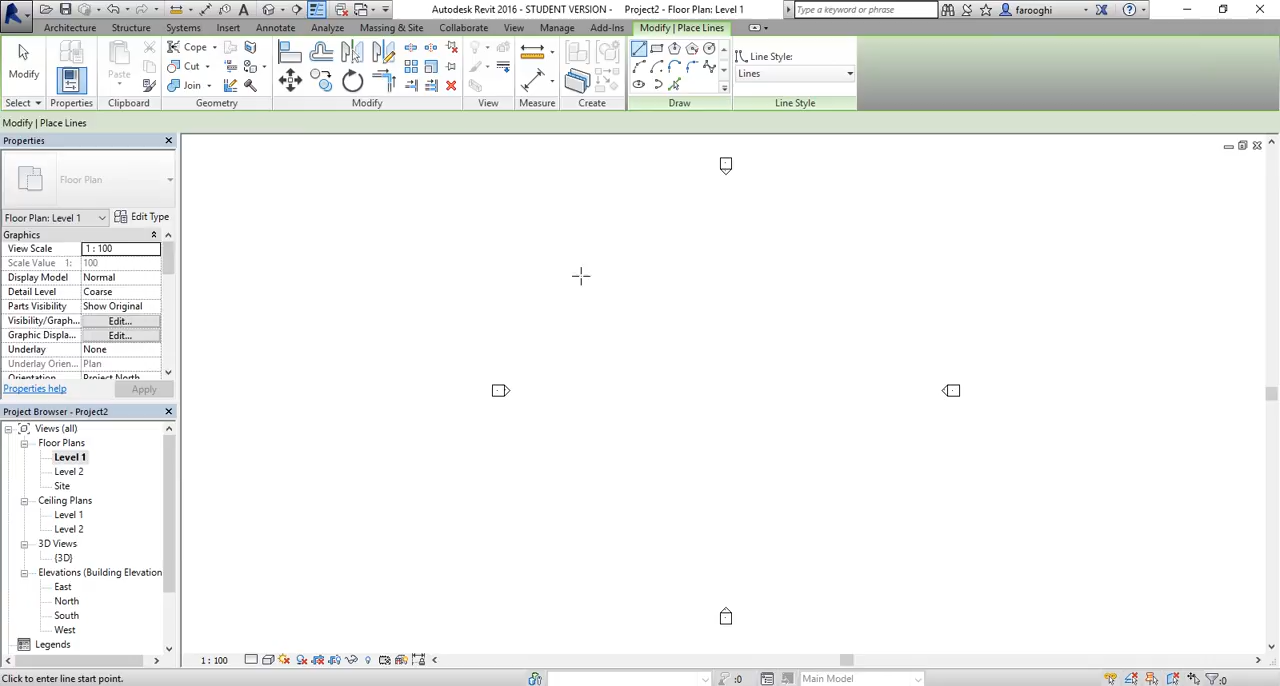 Autodesk Revit 2016 - STUDENT VERSION - Project2 - Floor Plan: Level 1
Type a keyword or phrase
farooghi
Architecture Structure Systems Insert Annotate Analyze Massing & Site Collaborate View Manage Add-Ins Modify | Place Lines
Modify
Paste
Cope
Cut
Join
Line Style:
Lines
Select Properties Clipboard Geometry Modify View Measure Create Draw Line Style
Modify | Place Lines
Properties
Floor Plan
Floor Plan: Level 1 Edit Type
Graphics
View Scale 1 : 100
Scale Value 1: 100
Display Model Normal
Detail Level Coarse
Parts Visibility Show Original
Visibility/Graph... Edit...
Graphic Displa... Edit...
Underlay None
Underlay Orien... Plan
Orientation Project North
Properties help Apply
Project Browser - Project2
Views (all)
Floor Plans
Level 1
Level 2
Site
Ceiling Plans
Level 1
Level 2
3D Views
{3D}
Elevations (Building Elevation
East
North
South
West
Legends
1 : 100
Click to enter line start point.
:0
Main Model
:0